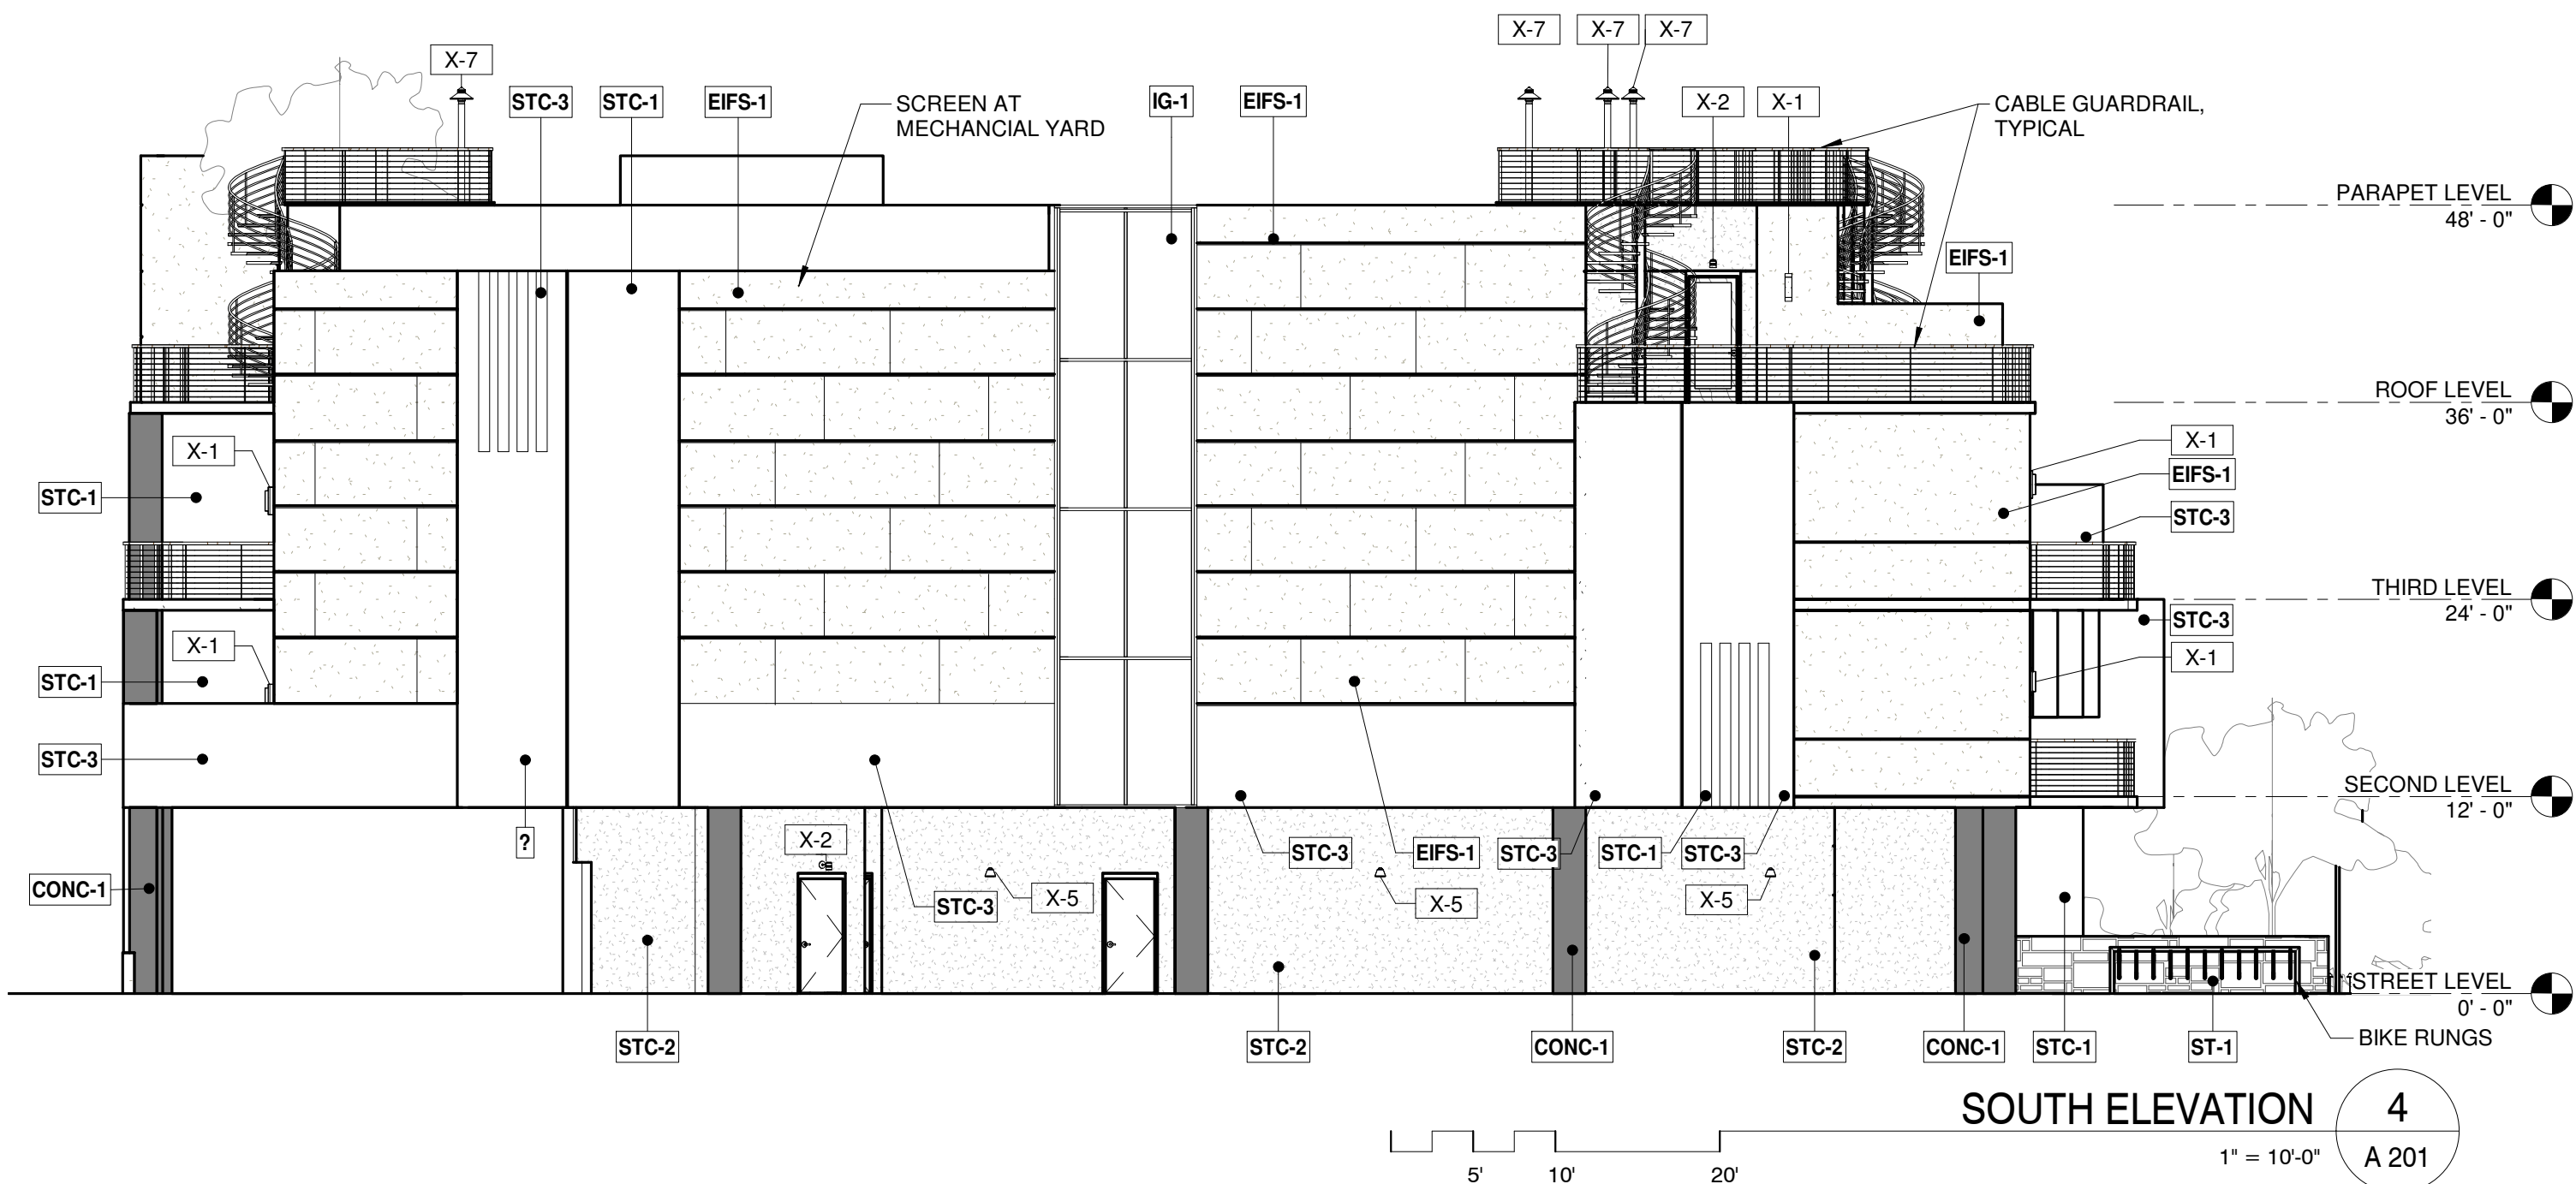 X-7 X-7 X-7
X-7
STC-3 STC-1 EIFS-1
SCREEN AT
MECHANCIAL YARD
IG-1 EIFS-1
X-2 X-1
CABLE GUARDRAIL,
TYPICAL
PARAPET LEVEL
48' - 0"
EIFS-1
ROOF LEVEL
36' - 0"
X-1
X-1
EIFS-1
STC-1
STC-3
THIRD LEVEL
24' - 0"
STC-3
X-1
X-1
STC-1
STC-3
SECOND LEVEL
12' - 0"
?
X-2
STC-3 EIFS-1 STC-3 STC-1 STC-3
CONC-1
STC-3 X-5 X-5 X-5
STREET LEVEL
0' - 0"
BIKE RUNGS
STC-2 STC-2 CONC-1 STC-2 CONC-1 STC-1 ST-1
SOUTH ELEVATION 4
1" = 10'-0" A 201
5' 10' 20'